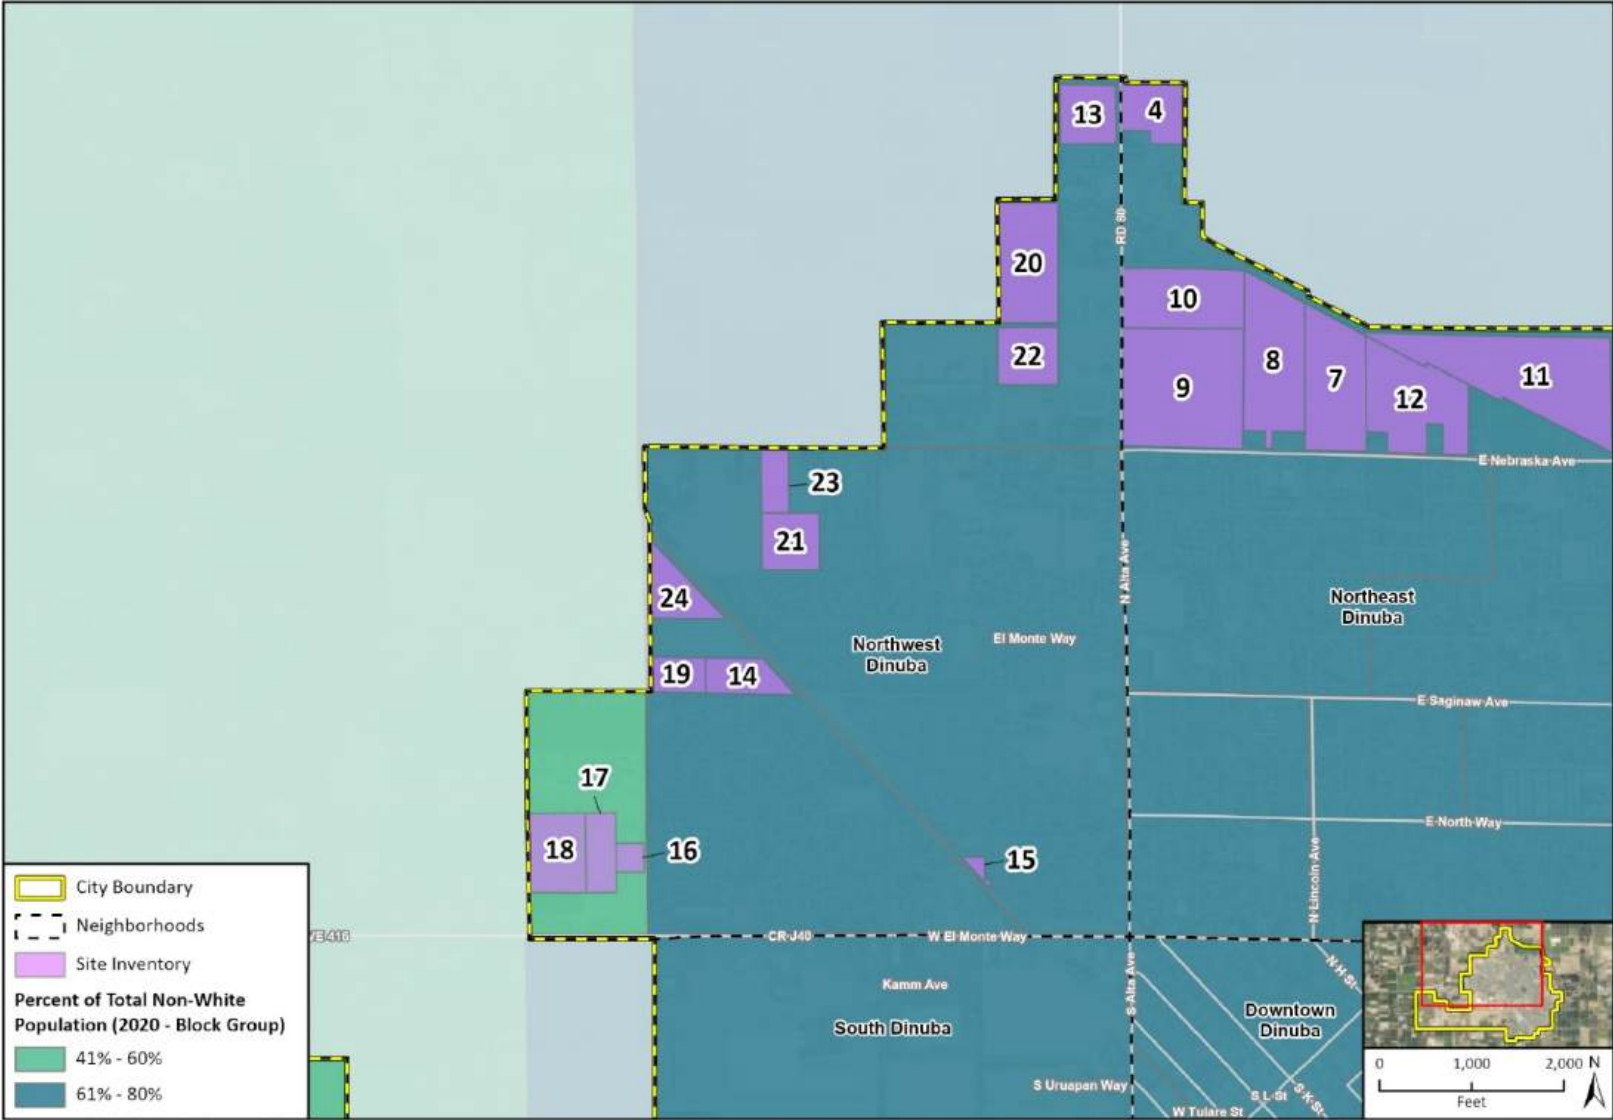 13
4
RD 80
20
10
22
8
7
11
9
12
E Nebraska Ave
23
21
N Alta Ave
24
Northeast
Dinuba
Northwest
Dinuba
El Monte Way
19
14
E Saginaw Ave
17
E North Way
18
16
15
N Lincoln Ave
CR J40
W El Monte Way
N H St
Kamm Ave
S Alta Ave
South Dinuba
Downtown
Dinuba
S Uruapan Way
S L St
S K St
W Tulare St
City Boundary
Neighborhoods
Site Inventory
Percent of Total Non-White
Population (2020 - Block Group)
41% - 60%
61% - 80%
0 1,000 2,000 N
Feet